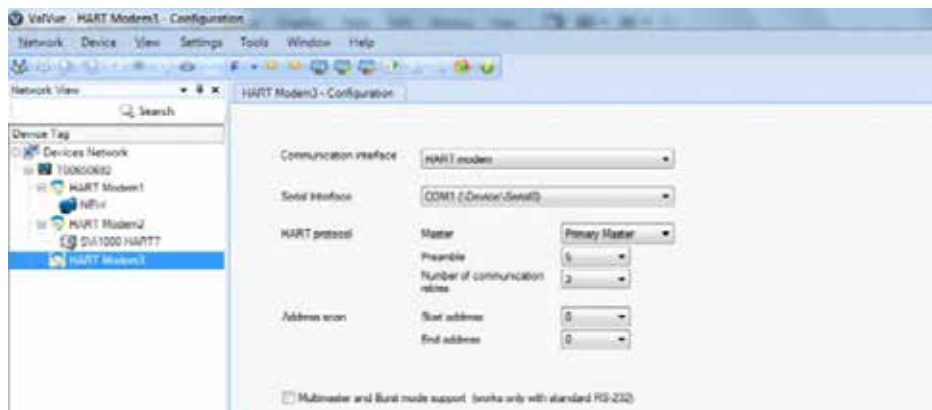 ValVue - HART Modem3 - Configuration
Network Device View Settings Tools Window Help
Network View
HART Modem3 - Configuration
Search
Device Tag
Devices Network
HART Modem1
NEW
HART Modem2
SVi1000 HART7
HART Modem3
Communication interface HART modem
Serial Interface COM1 (\Device\Serial0)
HART protocol Master Primary Master
Preamble 5
Number of communication retries 3
Address scan Start address 0
End address 0
Multimaster and Burst mode support (works only with standard RS-232)